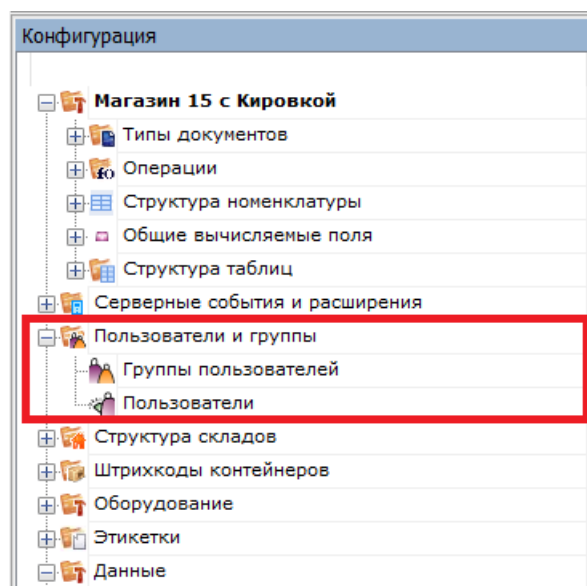 Конфигурация
Магазин 15 с Кировкой
Типы документов
Операции
Структура номенклатуры
Общие вычисляемые поля
Структура таблиц
Серверные события и расширения
Пользователи и группы
Группы пользователей
Пользователи
Структура складов
Штрихкоды контейнеров
Оборудование
Этикетки
Данные